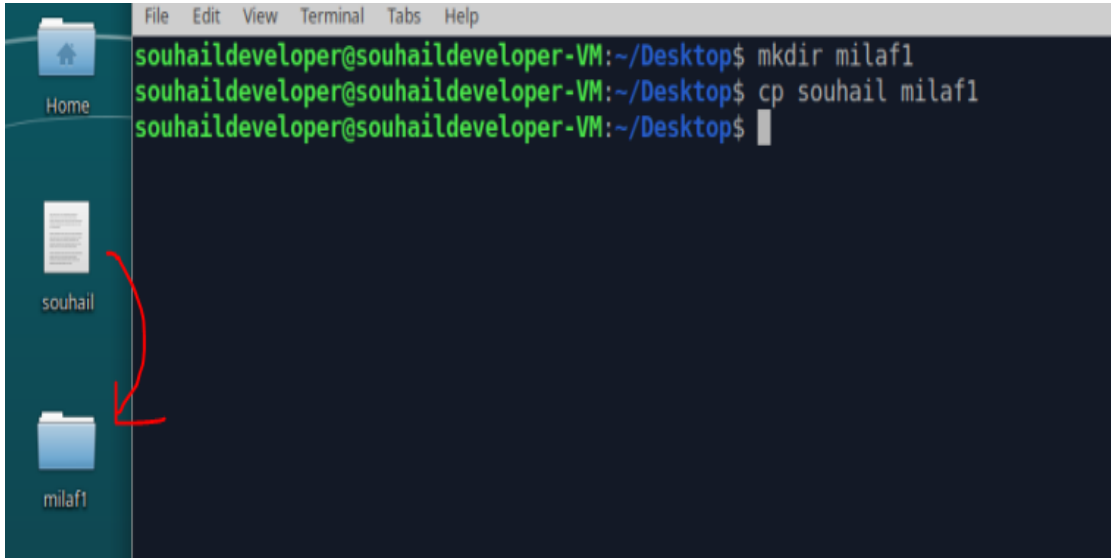 File Edit View Terminal Tabs Help
souhaildeveloper@souhaildeveloper-VM:~/Desktop$ mkdir milaf1
souhaildeveloper@souhaildeveloper-VM:~/Desktop$ cp souhail milaf1
souhaildeveloper@souhaildeveloper-VM:~/Desktop$
Home
souhail
milaf1